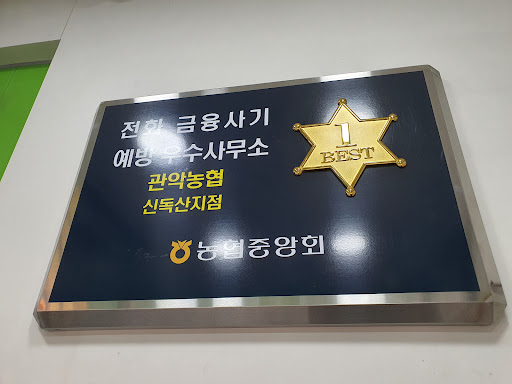 전화 금융사기
예방 우수사무소
관악농협
신독산지점
농협중앙회
1
BEST